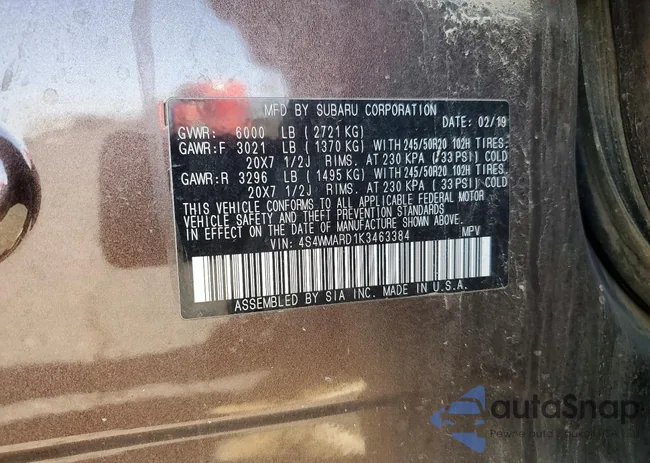 MFD BY SUBARU CORPORATION
DATE: 02/19
GVWR: 6000 LB (2721 KG)
GAWR:F 3021 LB (1370 KG) WITH 245/50R20 102H TIRES.
20X7 1/2J RIMS. AT 230 KPA (33 PSI) COLD
GAWR:R 3296 LB (1495 KG) WITH 245/50R20 102H TIRES.
20X7 1/2J RIMS. AT 230 KPA (33 PSI) COLD
THIS VEHICLE CONFORMS TO ALL APPLICABLE FEDERAL MOTOR
VEHICLE SAFETY AND THEFT PREVENTION STANDARDS
IN EFFECT ON THE DATE OF MANUFACTURE SHOWN ABOVE.
VIN: 4S4WMARD1K3463384 MPV
ASSEMBLED BY SIA INC. MADE IN U.S.A.
autoSnap